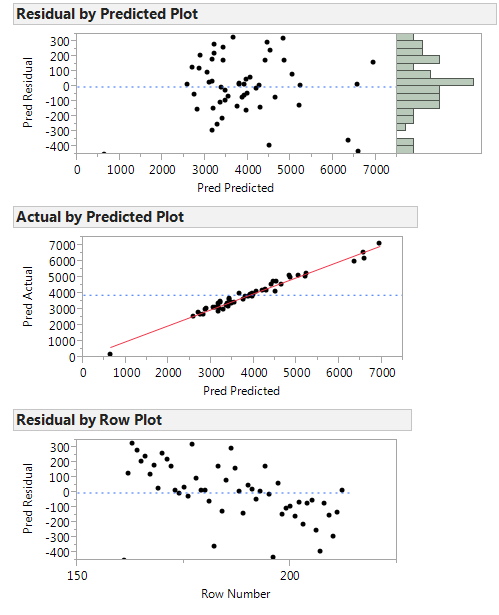 Residual by Predicted Plot
Pred Residual
300
200
100
0
-100
-200
-300
-400
0 1000 2000 3000 4000 5000 6000 7000
Pred Predicted
Actual by Predicted Plot
Pred Actual
7000
6000
5000
4000
3000
2000
1000
0
0 1000 2000 3000 4000 5000 6000 7000
Pred Predicted
Residual by Row Plot
Pred Residual
300
200
100
0
-100
-200
-300
-400
150 200
Row Number